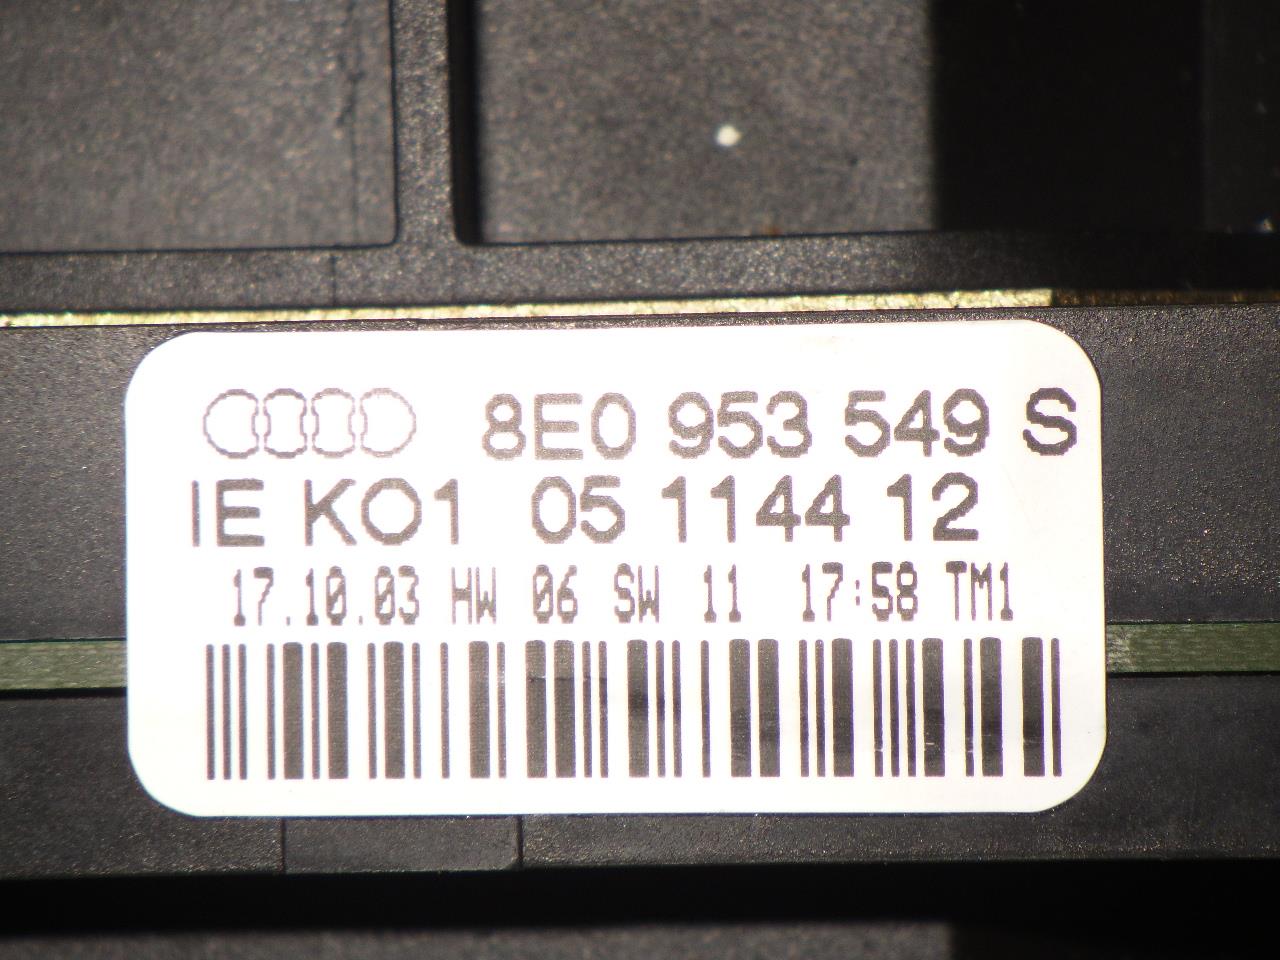 8E0 953 549 S
IE KO1 05 1144 12
17.10.03 HW 06 SW 11 17:58 TM1